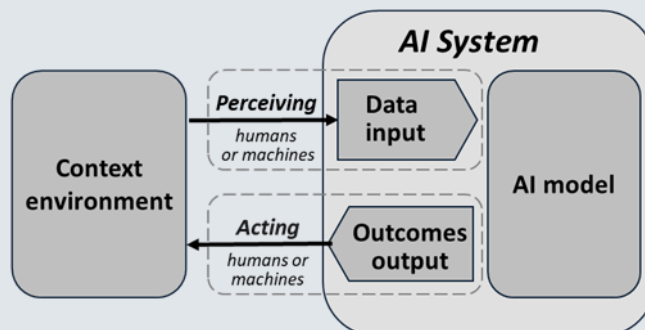 AI System
Perceiving
humans
or machines
Data
input
Context
environment
AI model
Acting
humans or
machines
Outcomes
output